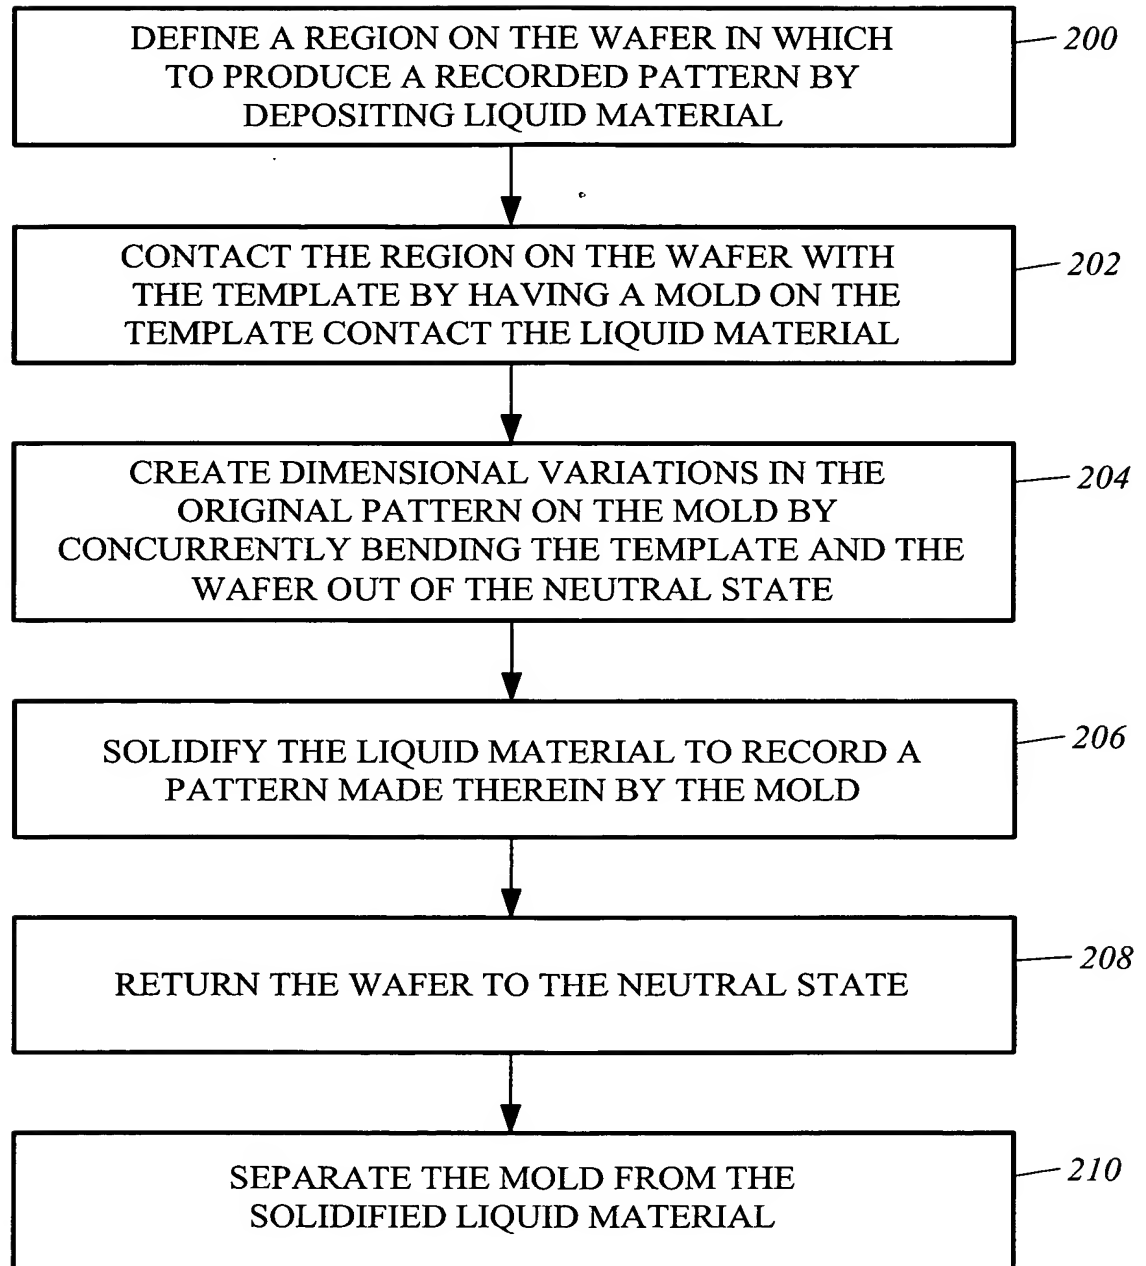 DEFINE A REGION ON THE WAFER IN WHICH
TO PRODUCE A RECORDED PATTERN BY
DEPOSITING LIQUID MATERIAL
200
CONTACT THE REGION ON THE WAFER WITH
THE TEMPLATE BY HAVING A MOLD ON THE
TEMPLATE CONTACT THE LIQUID MATERIAL
202
CREATE DIMENSIONAL VARIATIONS IN THE
ORIGINAL PATTERN ON THE MOLD BY
CONCURRENTLY BENDING THE TEMPLATE AND THE
WAFER OUT OF THE NEUTRAL STATE
204
SOLIDIFY THE LIQUID MATERIAL TO RECORD A
PATTERN MADE THEREIN BY THE MOLD
206
RETURN THE WAFER TO THE NEUTRAL STATE
208
SEPARATE THE MOLD FROM THE
SOLIDIFIED LIQUID MATERIAL
210